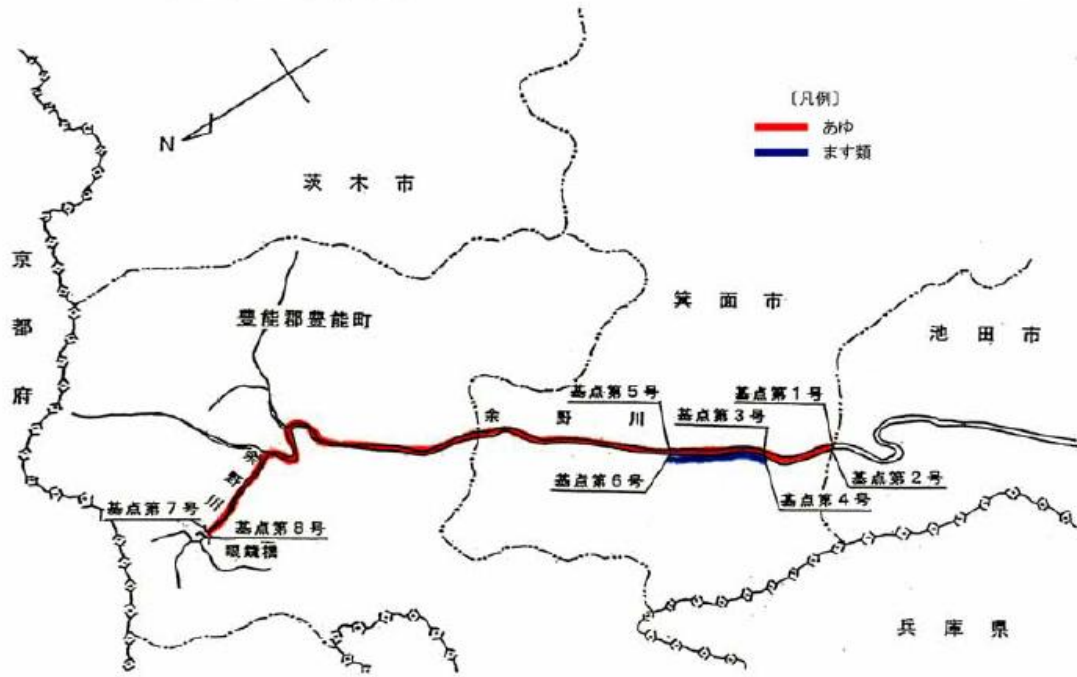 〔凡例〕
あゆ
ます類
N
茨木市
京都府
豊能郡豊能町
箕面市
池田市
基点第5号
基点第1号
余野川
基点第3号
余野川
基点第6号
基点第2号
基点第4号
基点第7号
基点第8号
眼鏡橋
兵庫県